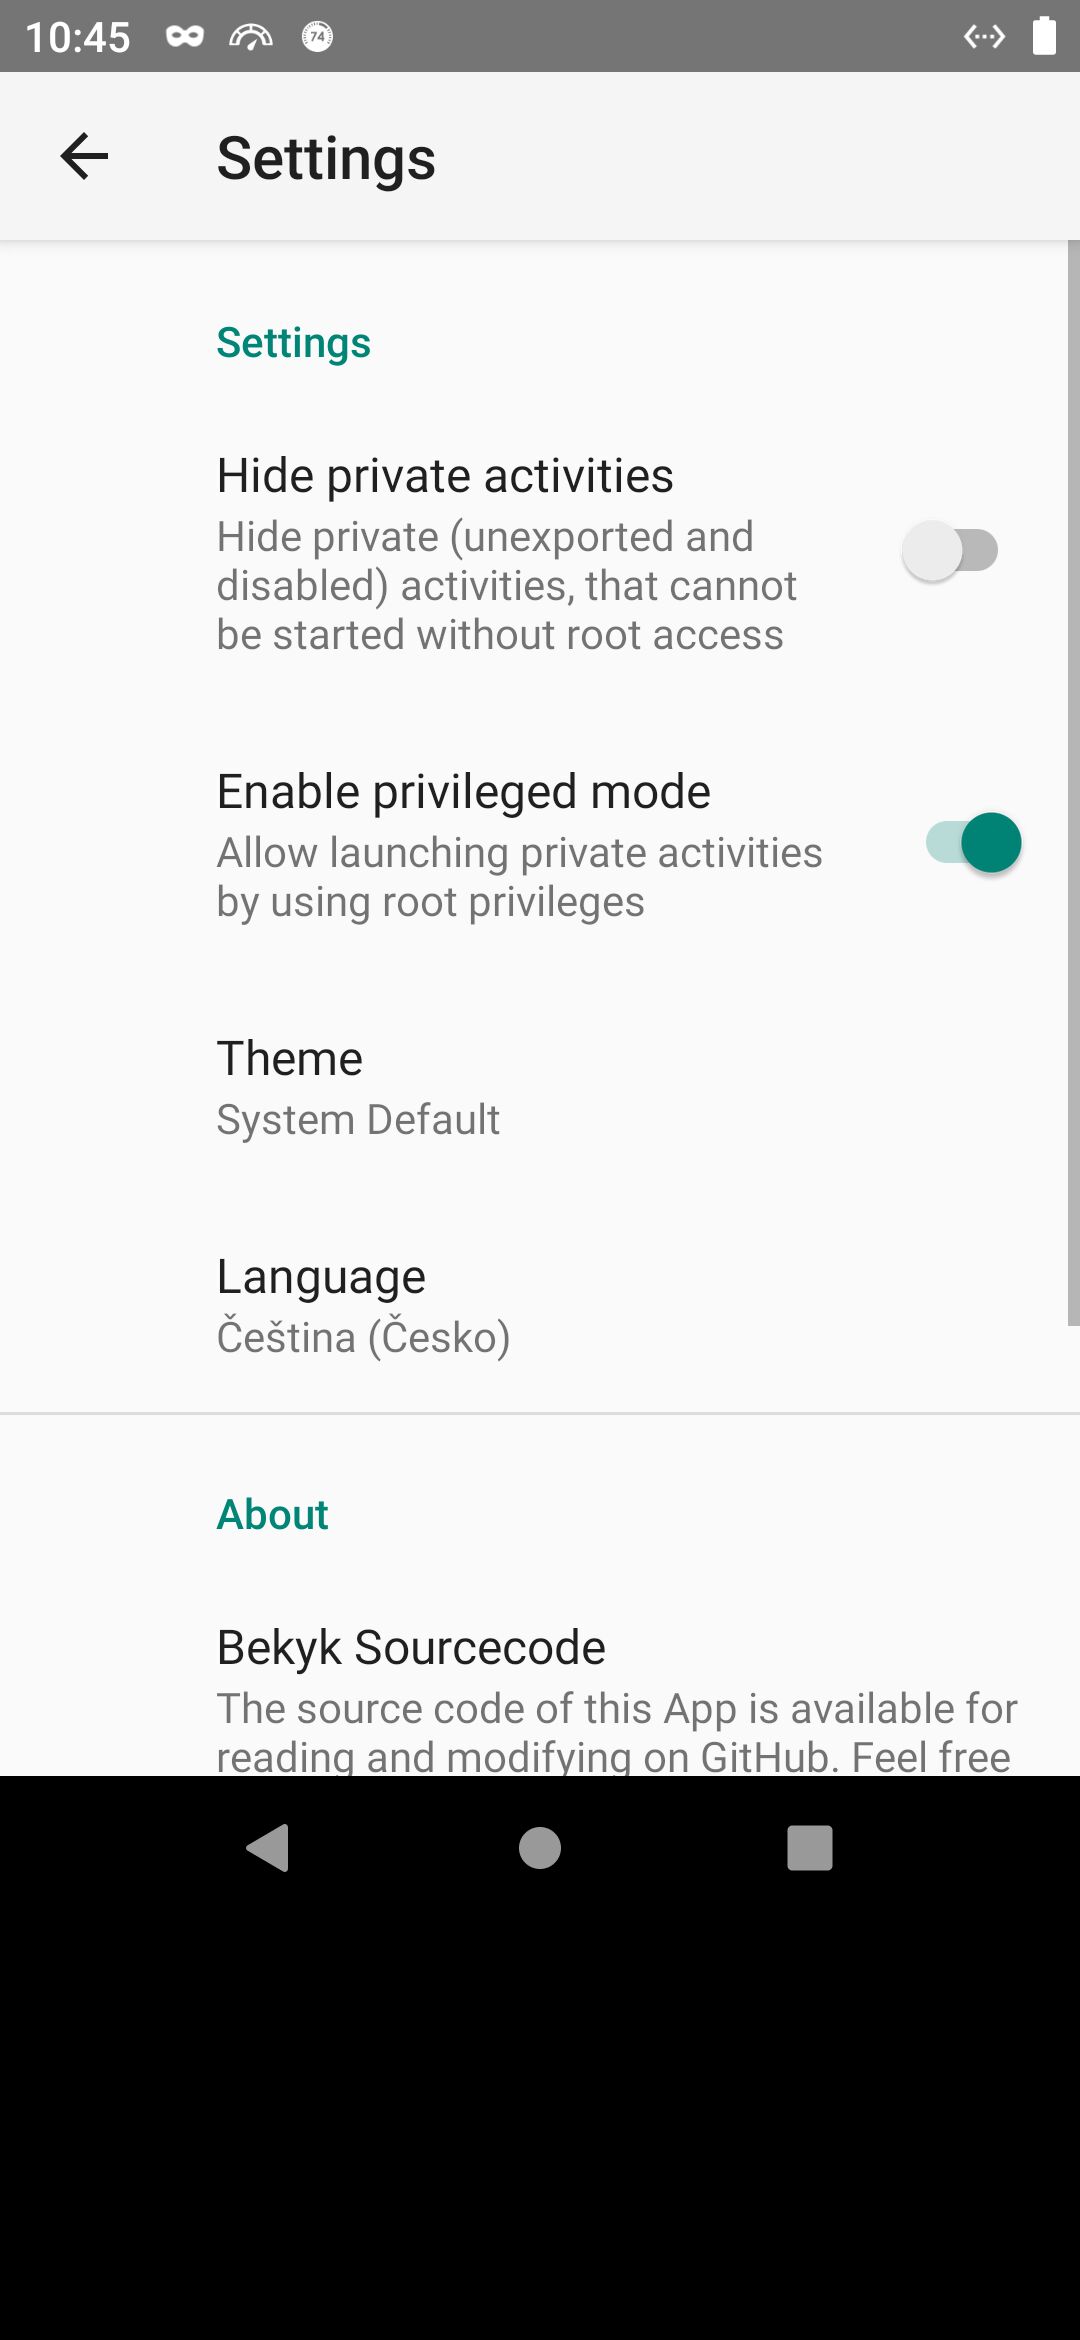 10:45
74
Settings
Settings
Hide private activities
Hide private (unexported and
disabled) activities, that cannot
be started without root access
Enable privileged mode
Allow launching private activities
by using root privileges
Theme
System Default
Language
Čeština (Česko)
About
Bekyk Sourcecode
The source code of this App is available for
reading and modifying on GitHub. Feel free